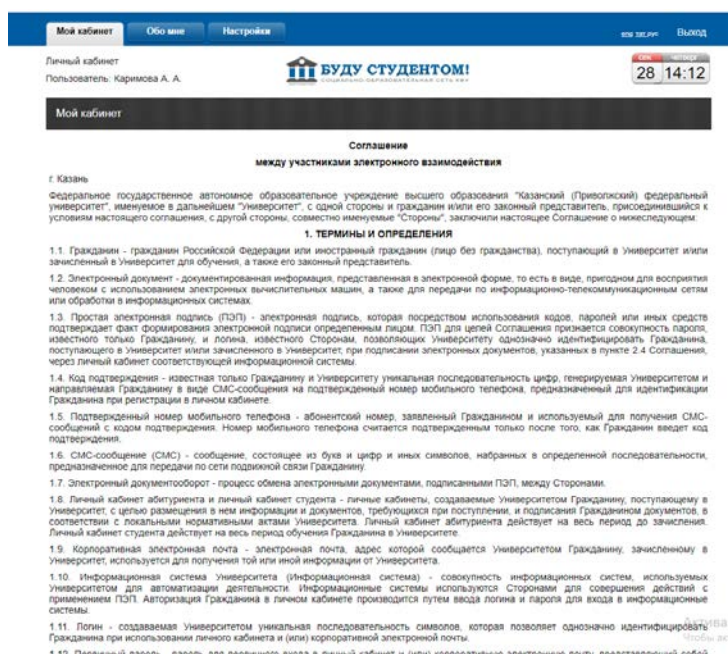 Мой кабинет Обо мне Настройки Выход
Личный кабинет
Пользователь: Каримова А. А.
БУДУ СТУДЕНТОМ!
СОЦИАЛЬНО-ОБРАЗОВАТЕЛЬНАЯ СЕТЬ КФУ
сен. четверг
28 14:12
Мой кабинет
Соглашение
между участниками электронного взаимодействия
г. Казань
Федеральное государственное автономное образовательное учреждение высшего образования "Казанский (Приволжский) федеральный
университет", именуемое в дальнейшем "Университет", с одной стороны и гражданин и/или его законный представитель, присоединившийся к
условиям настоящего соглашения, с другой стороны, совместно именуемые "Стороны", заключили настоящее Соглашение о нижеследующем:
1. ТЕРМИНЫ И ОПРЕДЕЛЕНИЯ
1.1. Гражданин - гражданин Российской Федерации или иностранный гражданин (лицо без гражданства), поступающий в Университет и/или
зачисленный в Университет для обучения, а также его законный представитель.
1.2. Электронный документ - документированная информация, представленная в электронной форме, то есть в виде, пригодном для восприятия
человеком с использованием электронных вычислительных машин, а также для передачи по информационно-телекоммуникационным сетям
или обработки в информационных системах.
1.3. Простая электронная подпись (ПЭП) - электронная подпись, которая посредством использования кодов, паролей или иных средств
подтверждает факт формирования электронной подписи определенным лицом. ПЭП для целей Соглашения признается совокупность пароля,
известного только Гражданину, и логина, известного Сторонам, позволяющих Университету однозначно идентифицировать Гражданина,
поступающего в Университет и/или зачисленного в Университет, при подписании электронных документов, указанных в пункте 2.4 Соглашения,
через личный кабинет соответствующей информационной системы.
1.4. Код подтверждения - известная только Гражданину и Университету уникальная последовательность цифр, генерируемая Университетом и
направляемая Гражданину в виде СМС-сообщения на подтвержденный номер мобильного телефона, предназначенный для идентификации
Гражданина при регистрации в личном кабинете.
1.5. Подтвержденный номер мобильного телефона - абонентский номер, заявленный Гражданином и используемый для получения СМС-
сообщений с кодом подтверждения. Номер мобильного телефона считается подтвержденным только после того, как Гражданин введет код
подтверждения.
1.6. СМС-сообщение (СМС) - сообщение, состоящее из букв и цифр и иных символов, набранных в определенной последовательности,
предназначенное для передачи по сети подвижной связи Гражданину.
1.7. Электронный документооборот - процесс обмена электронными документами, подписанными ПЭП, между Сторонами.
1.8. Личный кабинет абитуриента и личный кабинет студента - личные кабинеты, создаваемые Университетом Гражданину, поступающему в
Университет, с целью размещения в нем информации и документов, требующихся при поступлении, и подписания Гражданином документов, в
соответствии с локальными нормативными актами Университета. Личный кабинет абитуриента действует на весь период до зачисления.
Личный кабинет студента действует на весь период обучения Гражданина в Университете.
1.9. Корпоративная электронная почта - электронная почта, адрес которой сообщается Университетом Гражданину, зачисленному в
Университет, используется для получения той или иной информации от Университета.
1.10. Информационная система Университета (Информационная система) - совокупность информационных систем, используемых
Университетом для автоматизации деятельности. Информационные системы используются Сторонами для совершения действий с
применением ПЭП. Авторизация Гражданина в личном кабинете производится путем ввода логина и пароля для входа в информационные
системы.
1.11. Логин - создаваемая Университетом уникальная последовательность символов, которая позволяет однозначно идентифицировать
Гражданина при использовании личного кабинета и (или) корпоративной электронной почты.
Актива
Чтобы ак